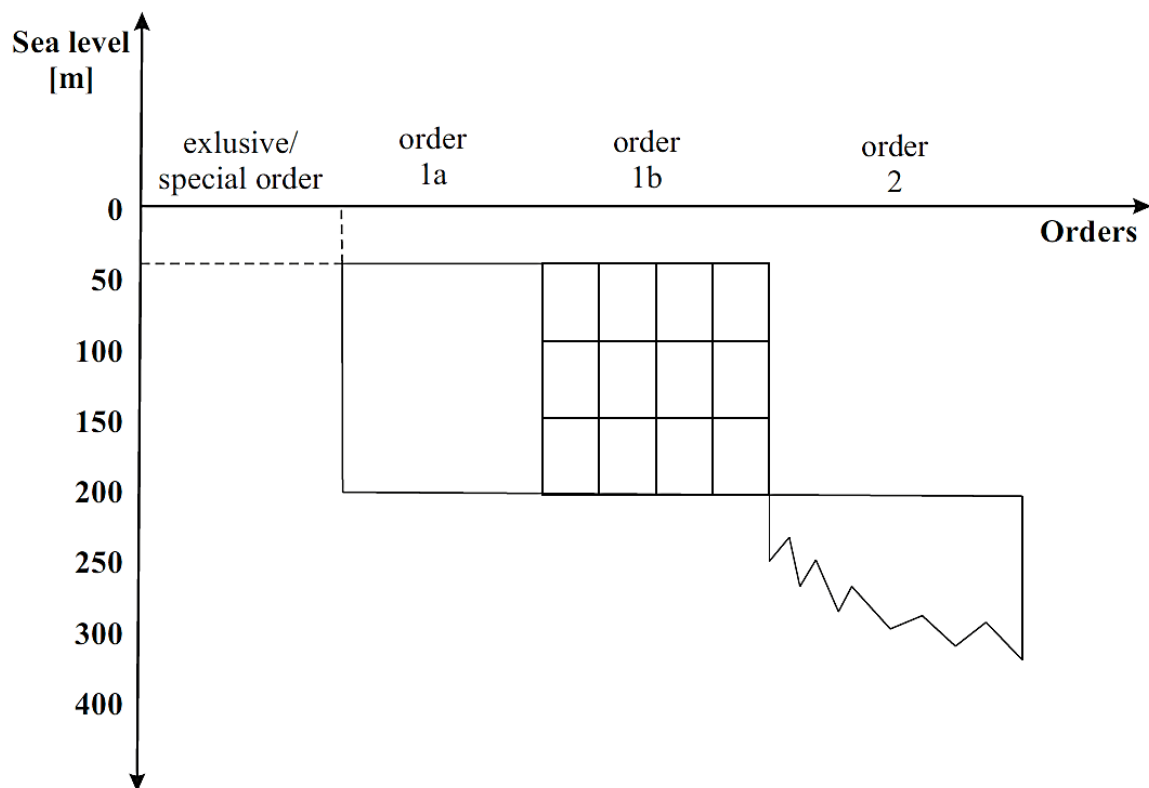 Sea level
[m]
exlusive/
special order
order
1a
order
1b
order
2
0
Orders
50
100
150
200
250
300
400